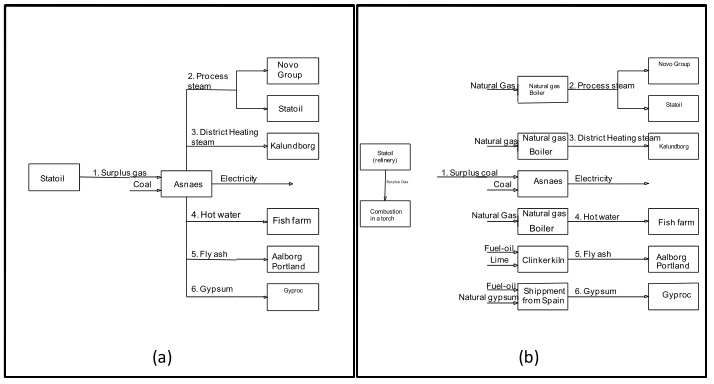 Novo
Group
2. Process
steam
Statoil
3. District Heating
steam
Kalundborg
1. Surplus gas
Statoil
Coal
Asnaes
Electricity
4. Hot water
Fish farm
5. Fly ash
Aalborg
Portland
6. Gypsum
Gyproc
(a)
Novo Group
Natural Gas
Natural gas
Boiler
2. Process steam
Statoil
Natural gas
Natural gas
Boiler
3. District Heating steam
Kalundborg
Statoil
(refinery)
Surplus Gas
Combustion
in a torch
1. Surplus coal
Coal
Asnaes
Electricity
Natural Gas
Natural gas
Boiler
4. Hot water
Fish farm
Fuel-oil
Lime
Clinkerkiln
5. Fly ash
Aalborg
Portland
Fuel-oil
Natural gypsum
Shippment
from Spain
6. Gypsum
Gyproc
(b)